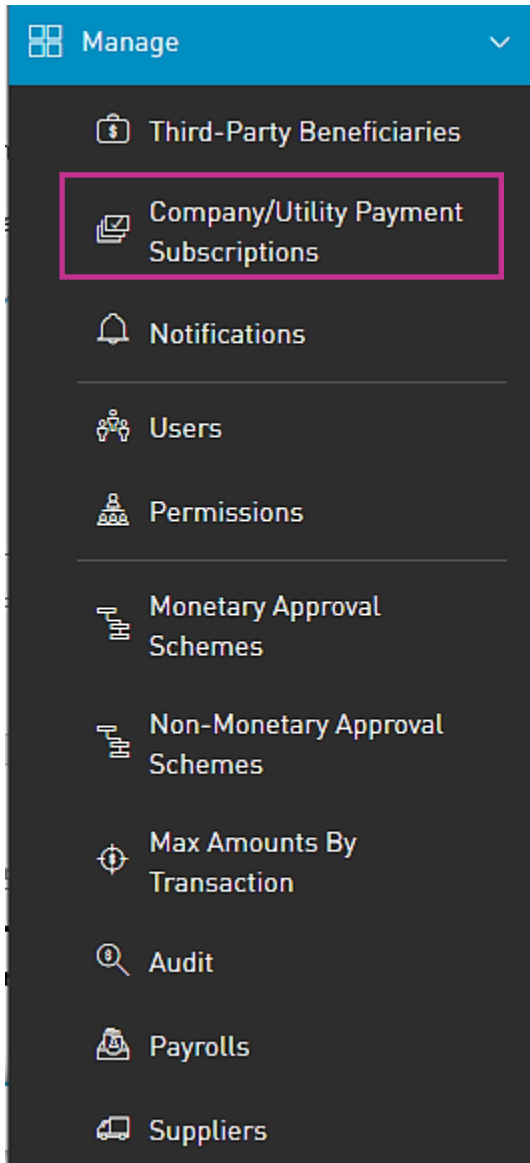 Manage
Third-Party Beneficiaries
Company/Utility Payment
Subscriptions
Notifications
Users
Permissions
Monetary Approval
Schemes
Non-Monetary Approval
Schemes
Max Amounts By
Transaction
Audit
Payrolls
Suppliers